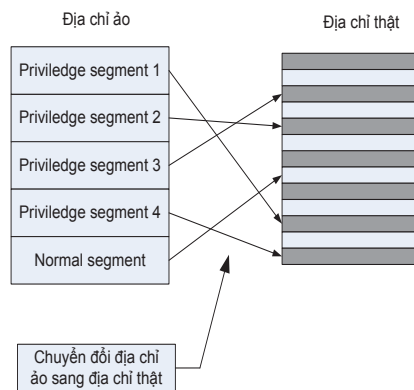 Địa chỉ ảo
Địa chỉ thật
Priviledge segment 1
Priviledge segment 2
Priviledge segment 3
Priviledge segment 4
Normal segment
Chuyển đổi địa chỉ
ảo sang địa chỉ thật